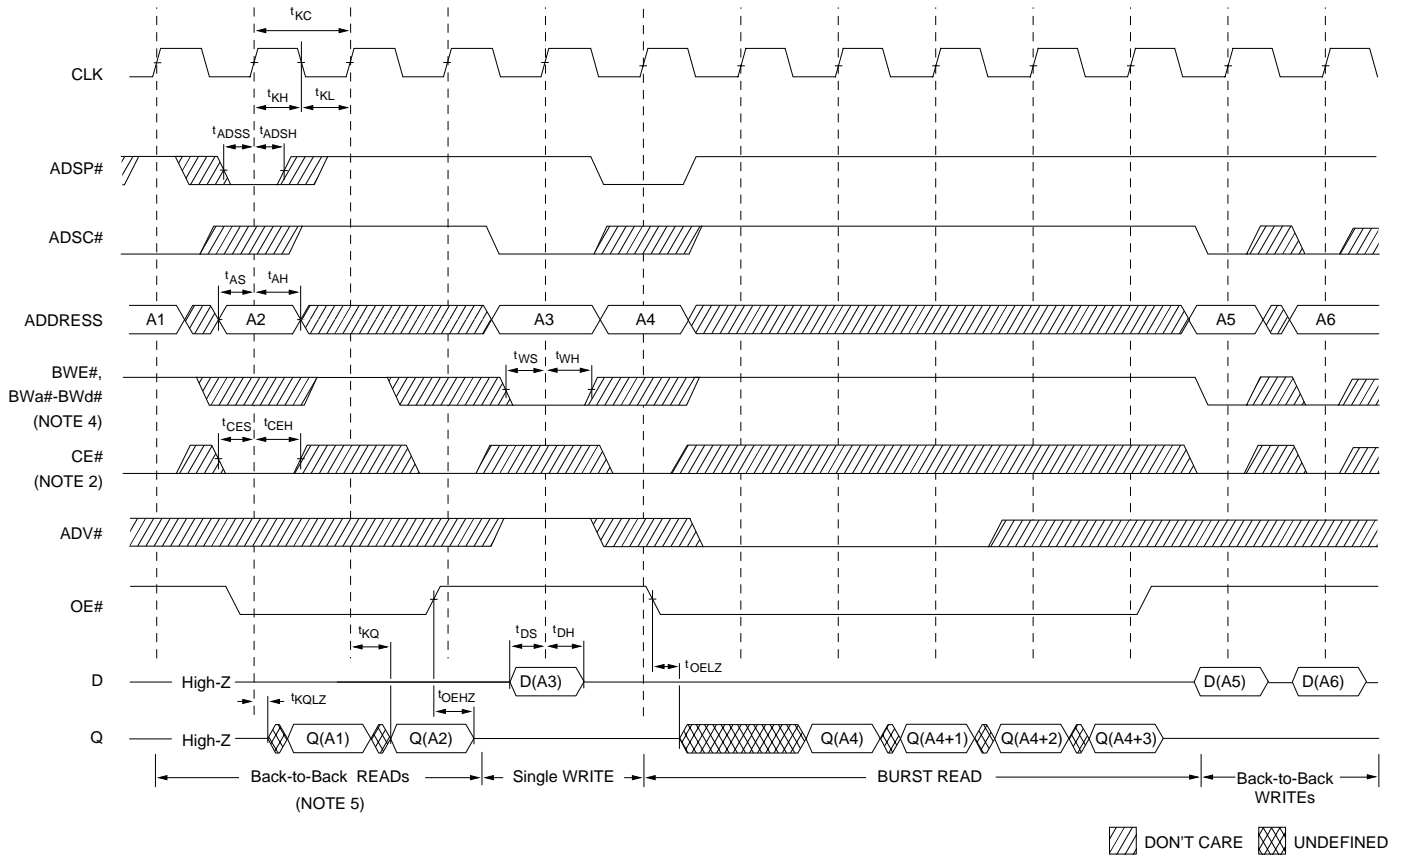 tKC
CLK
tKH
tKL
tADSS
tADSH
ADSP#
ADSC#
tAS
tAH
ADDRESS
A1
A2
A3
A4
A5
A6
BWE#,
BWa#-BWd#
(NOTE 4)
tWS
tWH
tCES
tCEH
CE#
(NOTE 2)
ADV#
OE#
tKQ
tDS
tDH
tOELZ
D
High-Z
D(A3)
D(A5)
D(A6)
tKQLZ
tOEHZ
Q
High-Z
Q(A1)
Q(A2)
Q(A4)
Q(A4+1)
Q(A4+2)
Q(A4+3)
Back-to-Back READs
(NOTE 5)
Single WRITE
BURST READ
Back-to-Back
WRITEs
DON'T CARE
UNDEFINED